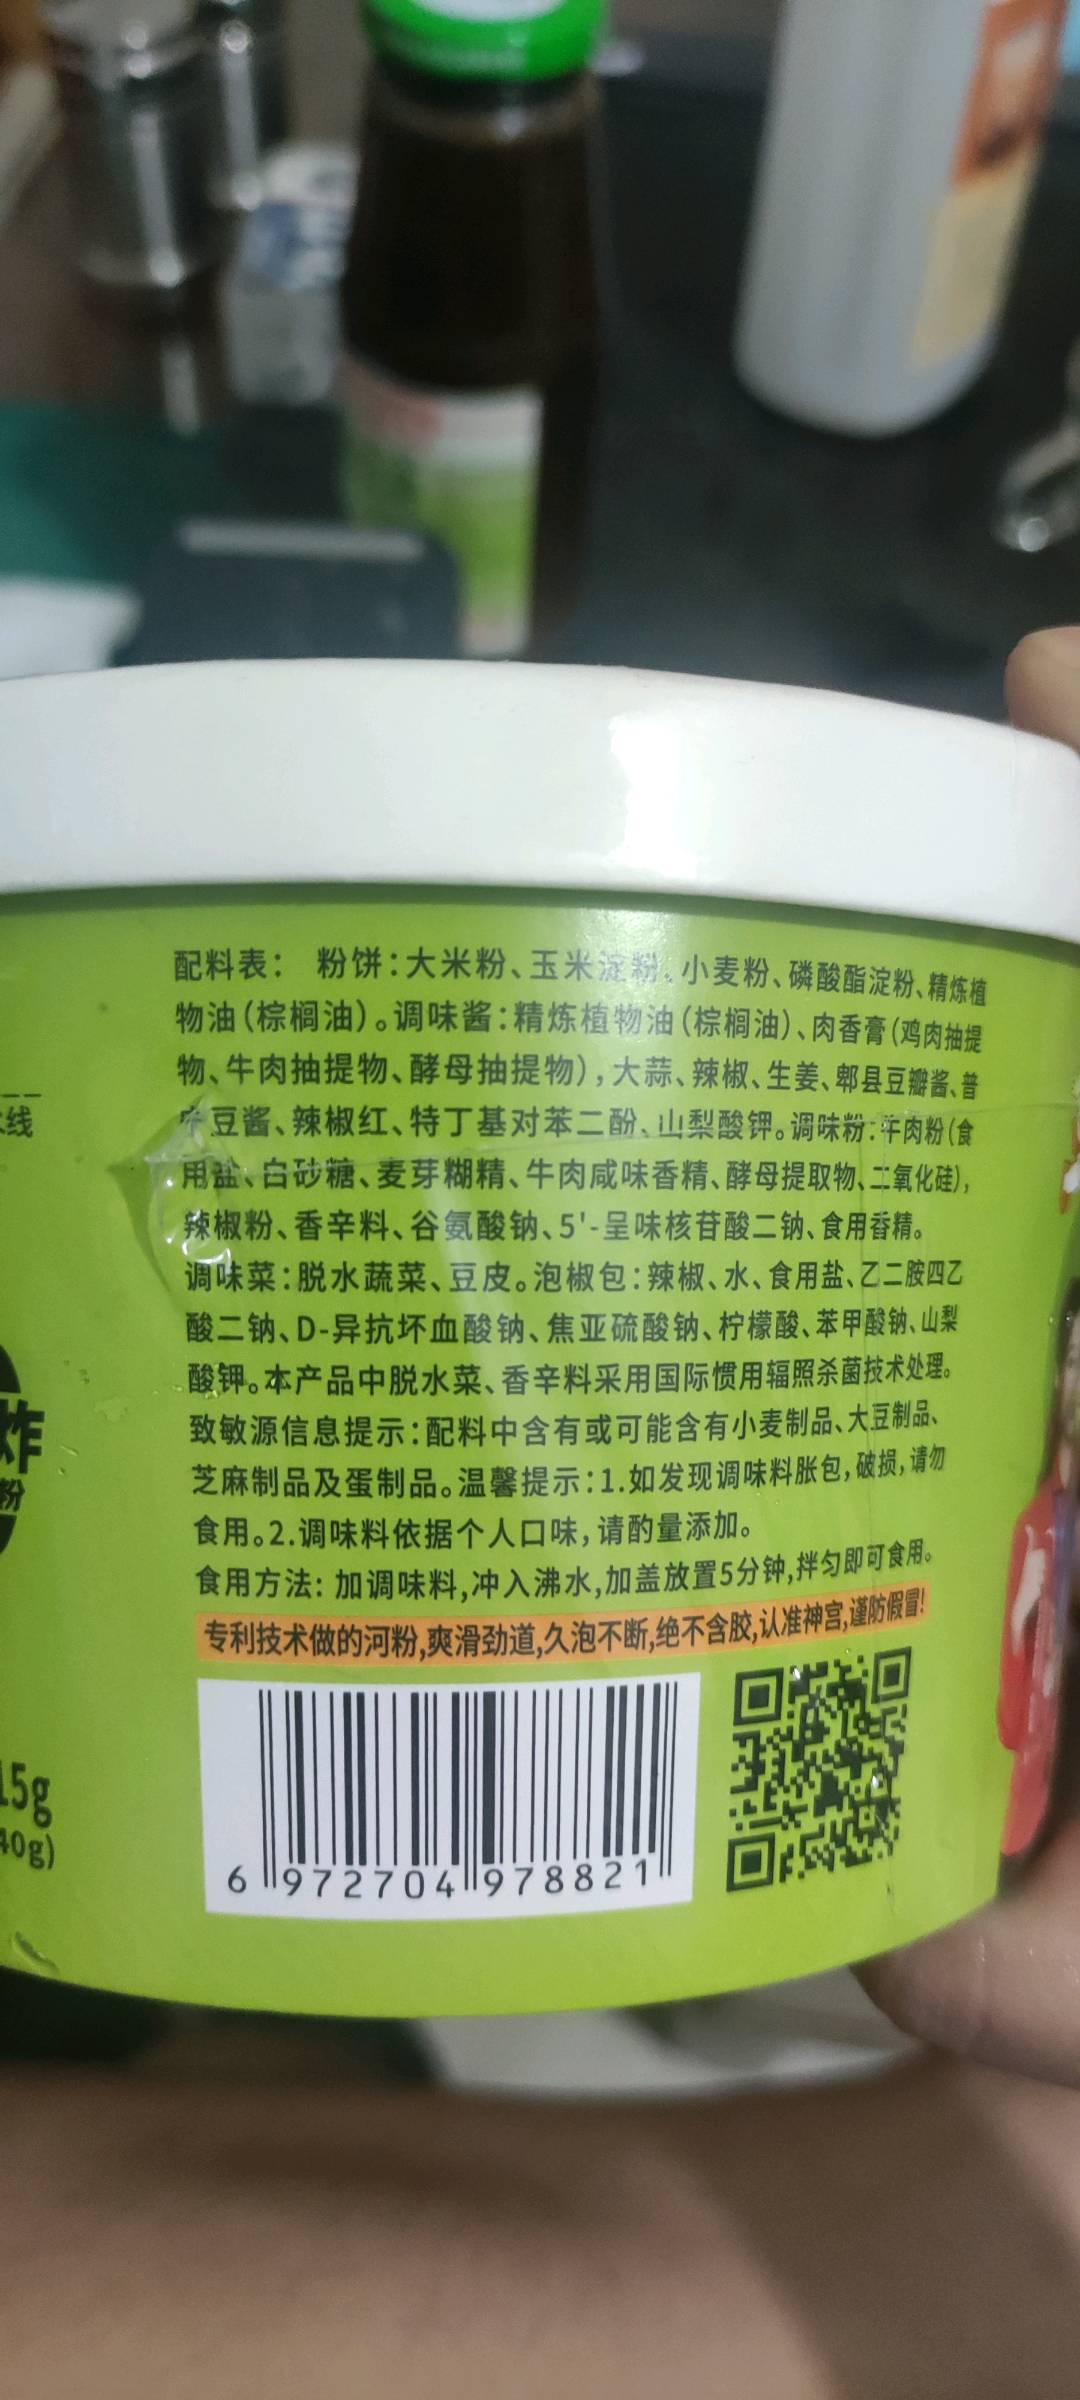 配料表： 粉饼：大米粉、玉米淀粉、小麦粉、磷酸酯淀粉、精炼植
物油（棕榈油）。调味酱：精炼植物油（棕榈油）、肉香膏（鸡肉抽提
物、牛肉抽提物、酵母抽提物），大蒜、辣椒、生姜、郫县豆瓣酱、普
宁豆酱、辣椒红、特丁基对苯二酚、山梨酸钾。调味粉：牛肉粉（食
用盐、白砂糖、麦芽糊精、牛肉咸味香精、酵母提取物、二氧化硅），
辣椒粉、香辛料、谷氨酸钠、5'-呈味核苷酸二钠、食用香精。
调味菜：脱水蔬菜、豆皮。泡椒包：辣椒、水、食用盐、乙二胺四乙
酸二钠、D-异抗坏血酸钠、焦亚硫酸钠、柠檬酸、苯甲酸钠、山梨
酸钾。本产品中脱水菜、香辛料采用国际惯用辐照杀菌技术处理。
致敏源信息提示：配料中含有或可能含有小麦制品、大豆制品、
芝麻制品及蛋制品。温馨提示：1.如发现调味料胀包，破损，请勿
食用。2.调味料依据个人口味，请酌量添加。
食用方法：加调味料，冲入沸水，加盖放置5分钟，拌匀即可食用。
专利技术做的河粉，爽滑劲道，久泡不断，绝不含胶，认准神宫，谨防假冒！
6 972704 978821
线
炸
粉
15g
40g)